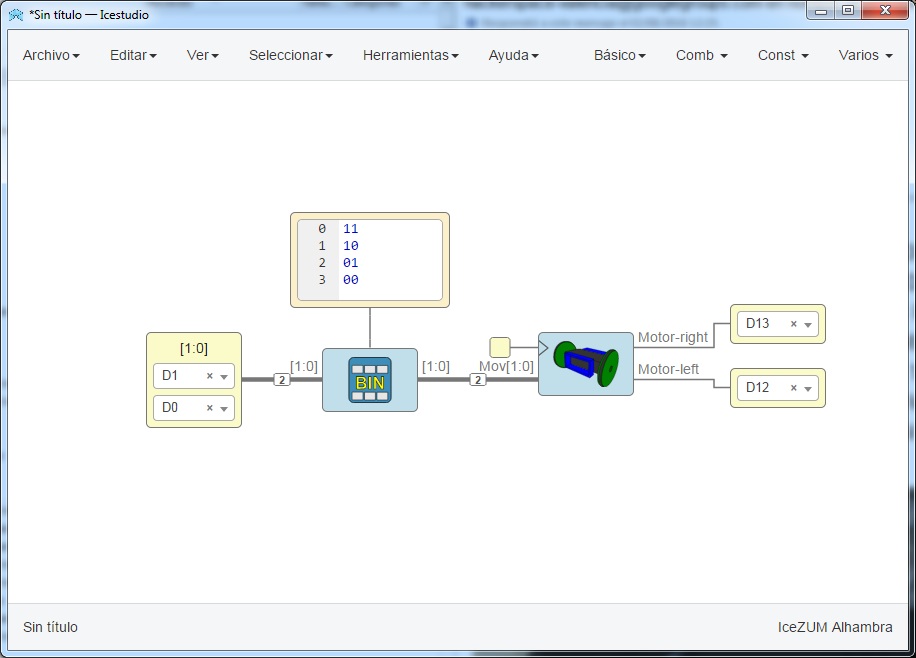 *Sin título — Icestudio
Archivo Editar Ver Seleccionar Herramientas Ayuda Básico Comb Const Varios
0 11
1 10
2 01
3 00
[1:0]
D1 ×
D0 ×
[1:0]
2
BIN
[1:0]
2
Mov[1:0]
Motor-right
Motor-left
D13 ×
D12 ×
Sin título
IceZUM Alhambra